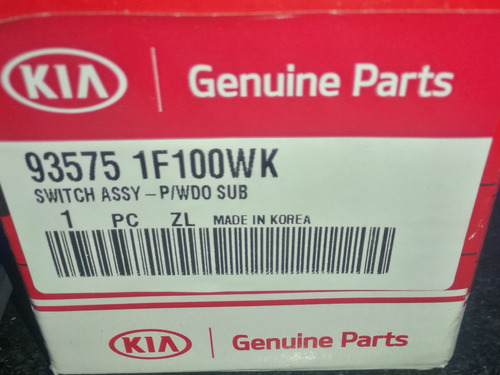 KIA Genuine Parts
93575 1F100WK
SWITCH ASSY-P/WDO SUB
1 PC ZL MADE IN KOREA
KIA Genuine Parts